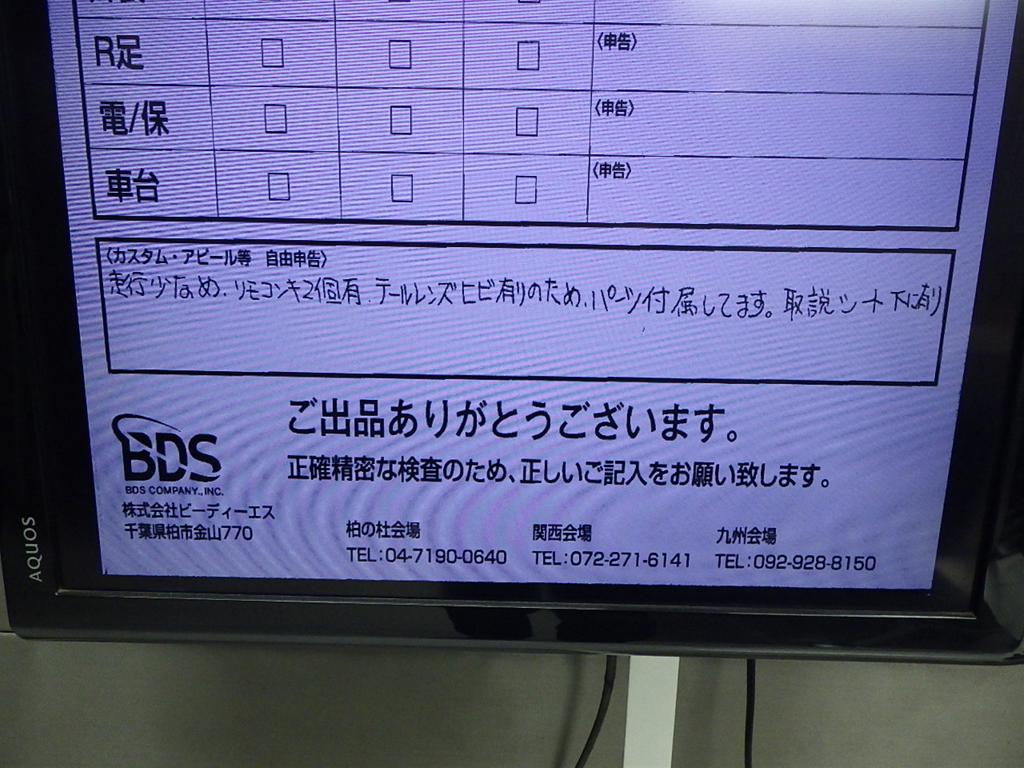 R足 □ □ □ 〈申告〉
電/保 □ □ □ 〈申告〉
車台 □ □ □ 〈申告〉
〈カスタム・アピール等 自由申告〉
走行少なめ、リモコンキー2個有、テールレンズヒビ有りのため、パーツ付属してます。取説シート下に有り
ご出品ありがとうございます。
正確精密な検査のため、正しいご記入をお願い致します。
BDS
BDS COMPANY., INC.
株式会社ビーディーエス
千葉県柏市金山770
柏の杜会場
TEL:04-7190-0640
関西会場
TEL:072-271-6141
九州会場
TEL:092-928-8150
AQUOS